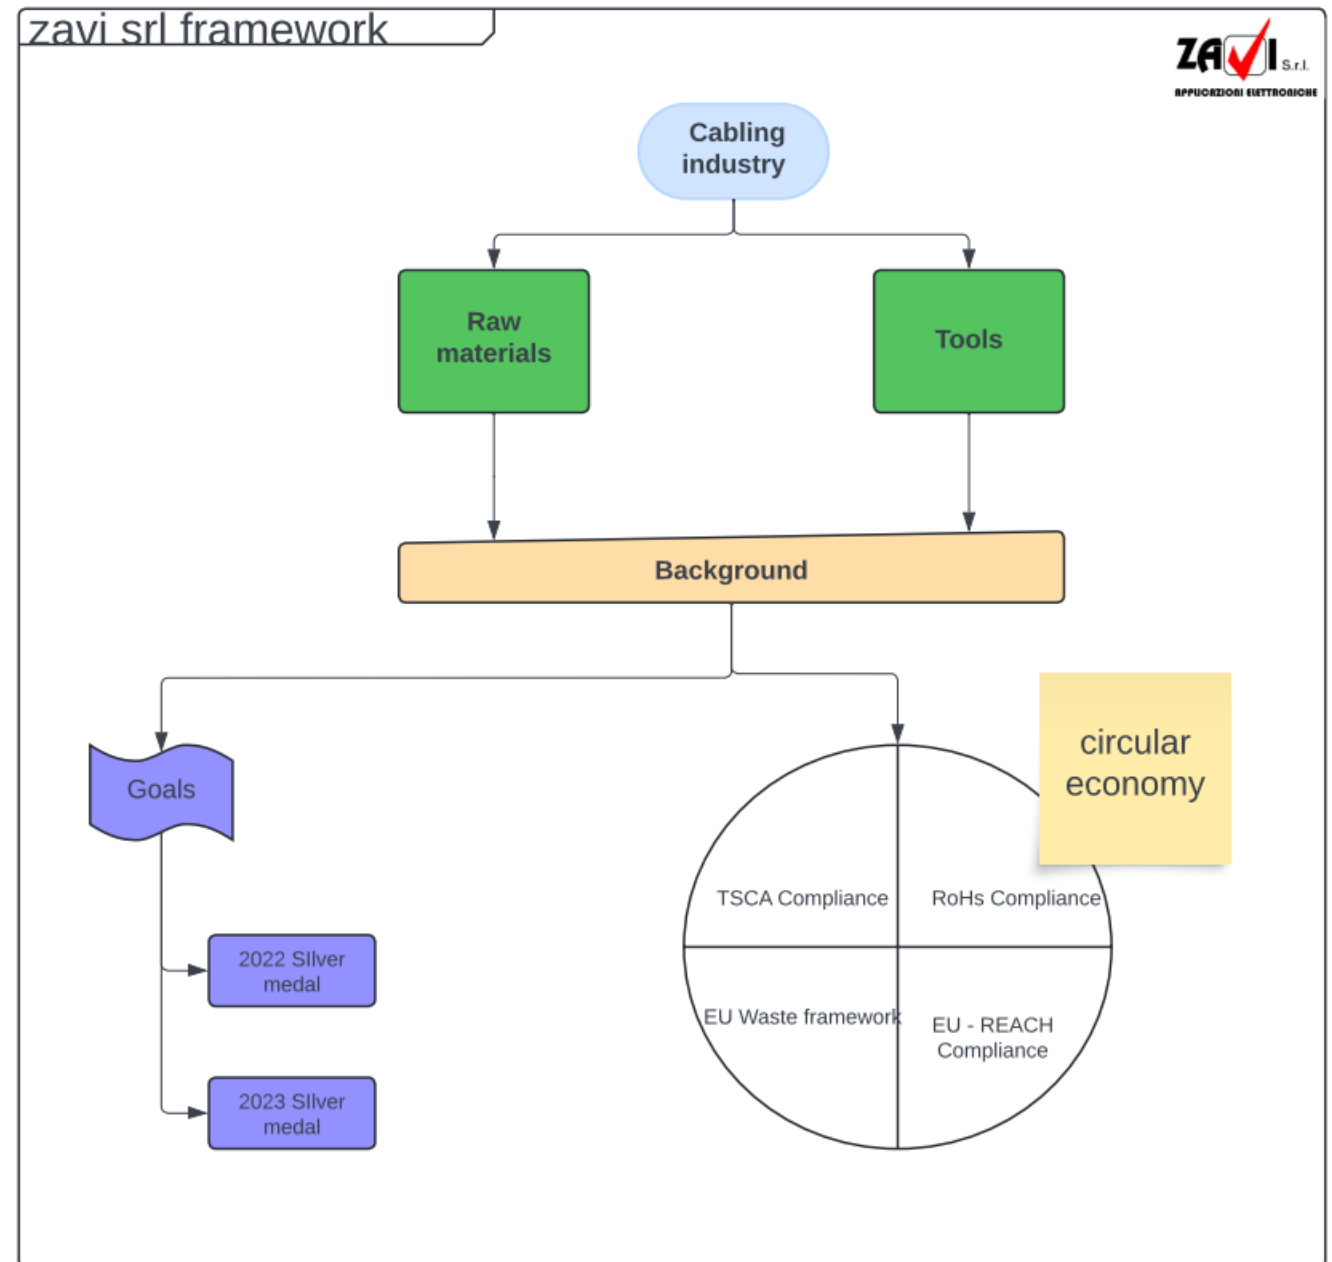 zavi srl framework
ZAVI S.r.l.
APPLICAZIONI ELETTRONICHE
Cabling
industry
Raw
materials
Tools
Background
Goals
circular
economy
TSCA Compliance
RoHs Compliance
2022 SIlver
medal
EU Waste framework
EU - REACH
Compliance
2023 SIlver
medal